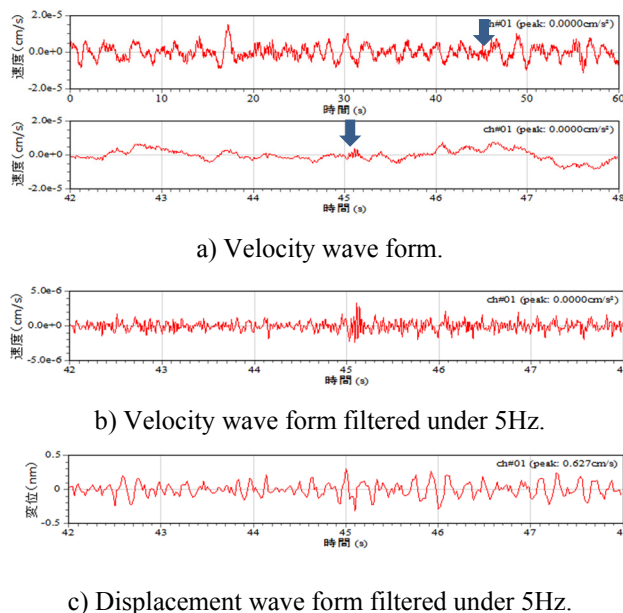 2.0e-5
ch#01 (peak: 0.0000cm/s²)
速度(cm/s)
0.0e+0
-2.0e-5
0 10 20 30 40 50 60
時間(s)
2.0e-5
ch#01 (peak: 0.0000cm/s²)
速度(cm/s)
0.0e+0
-2.0e-5
42 43 44 45 46 47 48
時間(s)
a) Velocity wave form.
5.0e-6
ch#01 (peak: 0.0000cm/s²)
速度(cm/s)
0.0e+0
-5.0e-6
42 43 44 45 46 47
時間(s)
b) Velocity wave form filtered under 5Hz.
0.5
ch#01 (peak: 0.627cm/s)
変位(nm)
0
-0.5
42 43 44 45 46 47
時間(s)
c) Displacement wave form filtered under 5Hz.